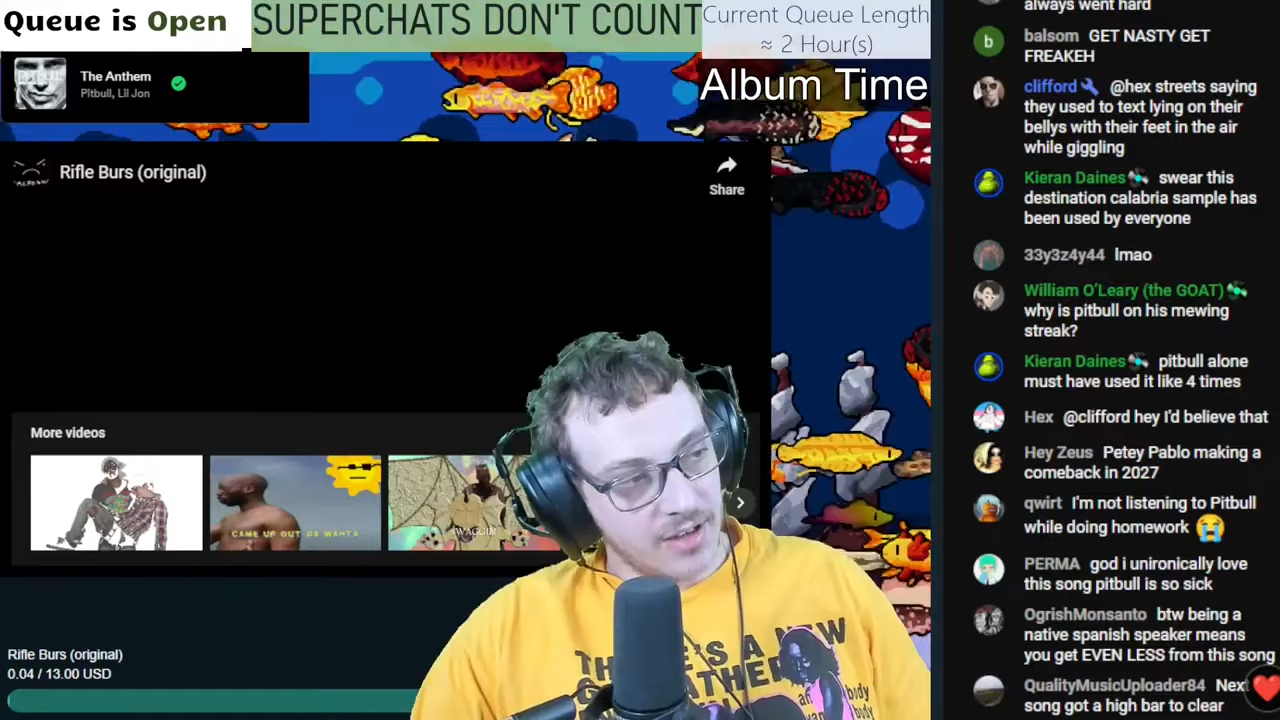 Queue is Open
SUPERCHATS DON'T COUNT
Current Queue Length
≈ 2 Hour(s)
Album Time
The Anthem
Pitbull, Lil Jon
Rifle Burs (original)
Share
More videos
CAME UP OUT DA WANTA
WAGGIN
Rifle Burs (original)
0.04 / 13.00 USD
always went hard
balsom GET NASTY GET
FREAKEH
clifford @hex streets saying
they used to text lying on their
bellys with their feet in the air
while giggling
Kieran Daines swear this
destination calabria sample has
been used by everyone
33y3z4y44 lmao
William O'Leary (the GOAT)
why is pitbull on his mewing
streak?
Kieran Daines pitbull alone
must have used it like 4 times
Hex @clifford hey I'd believe that
Hey Zeus Petey Pablo making a
comeback in 2027
qwirt I'm not listening to Pitbull
while doing homework 😭
PERMA god i unironically love
this song pitbull is so sick
OgrishMonsanto btw being a
native spanish speaker means
you get EVEN LESS from this song
QualityMusicUploader84 Next
song got a high bar to clear
b